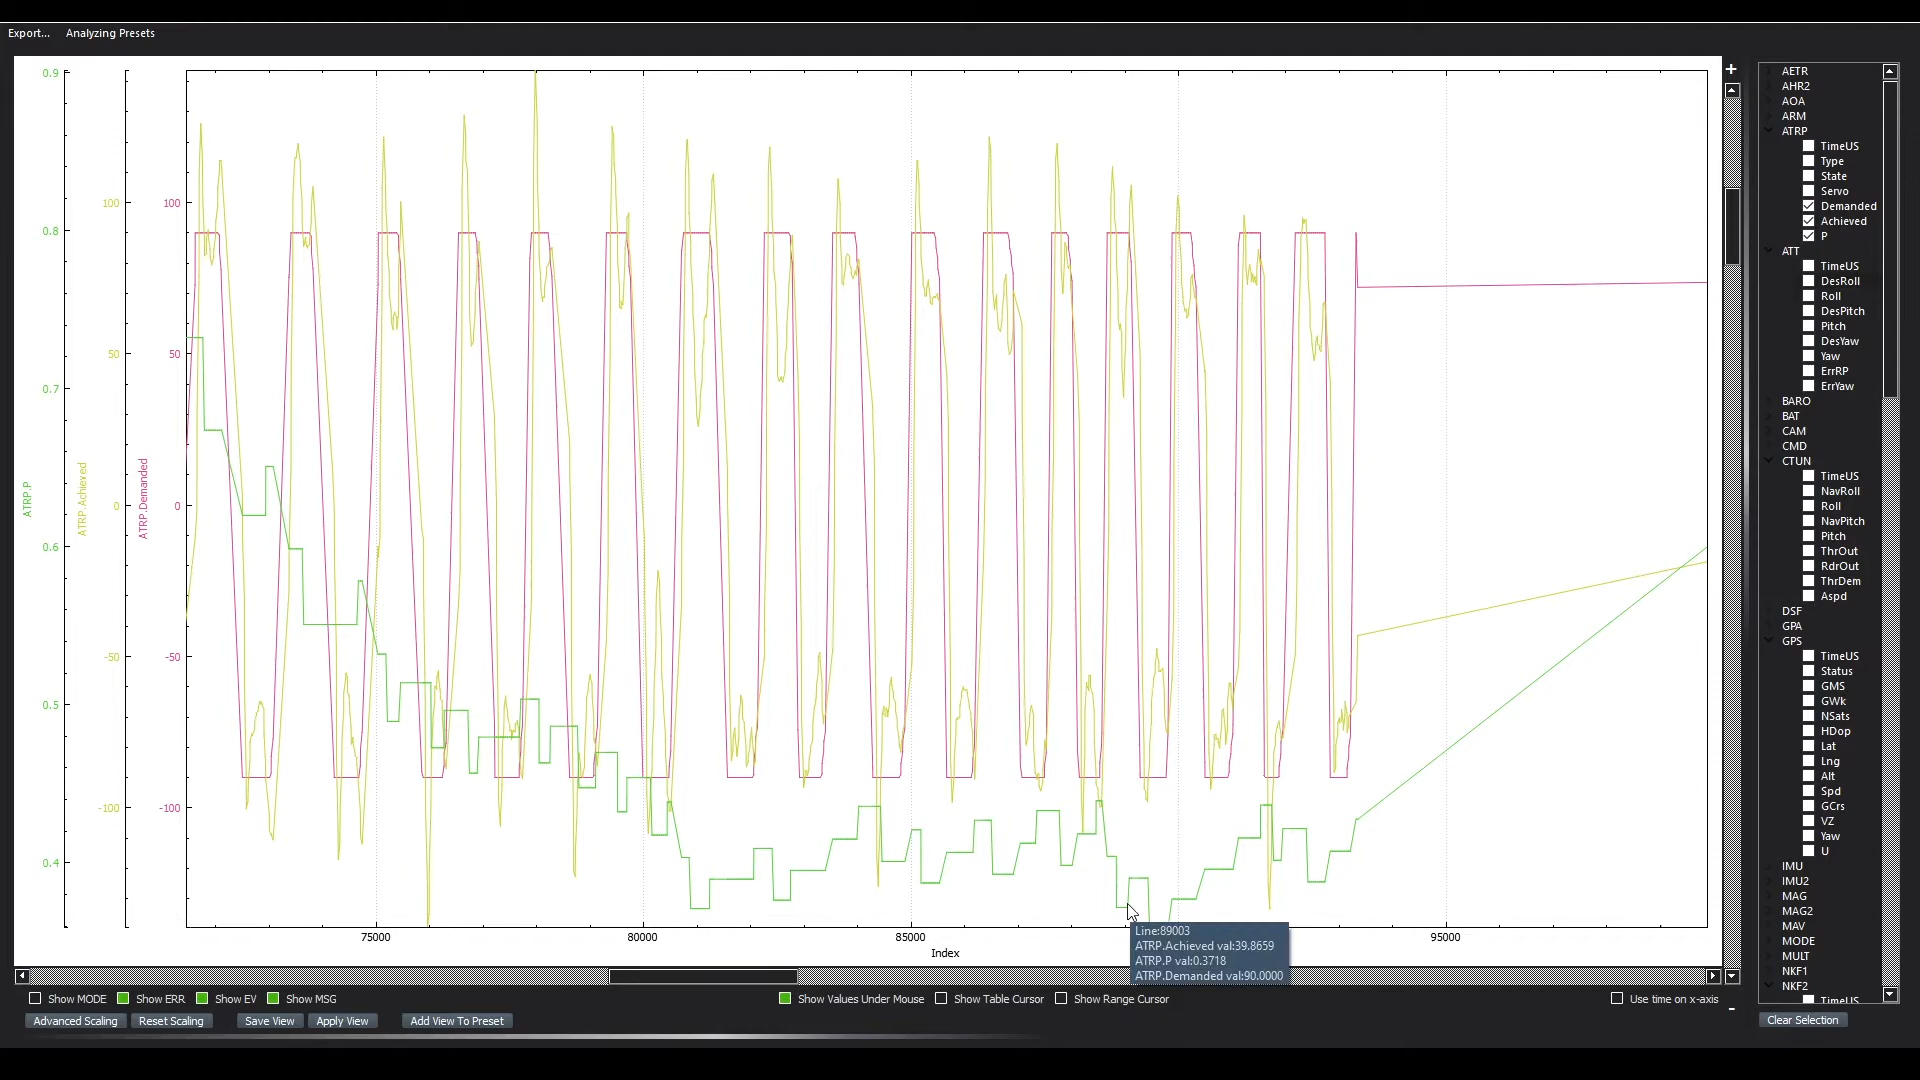 Export... Analyzing Presets
0.9
0.8
0.7
0.6
0.5
0.4
ATRP.P
100
50
0
-50
-100
ATRP.Achieved
100
50
0
-50
-100
ATRP.Demanded
75000 80000 85000 95000
Index
Line:89003
ATRP.Achieved val:39.8659
ATRP.P val:0.3718
ATRP.Demanded val:90.0000
+
-
AETR
AHR2
AOA
ARM
ATRP
TimeUS
Type
State
Servo
Demanded
Achieved
P
ATT
TimeUS
DesRoll
Roll
DesPitch
Pitch
DesYaw
Yaw
ErrRP
ErrYaw
BARO
BAT
CAM
CMD
CTUN
TimeUS
NavRoll
Roll
NavPitch
Pitch
ThrOut
RdrOut
ThrDem
Aspd
DSF
GPA
GPS
TimeUS
Status
GMS
GWk
NSats
HDop
Lat
Lng
Alt
Spd
GCrs
VZ
Yaw
U
IMU
IMU2
MAG
MAG2
MAV
MODE
MULT
NKF1
NKF2
TimeUS
Show MODE Show ERR Show EV Show MSG Show Values Under Mouse Show Table Cursor Show Range Cursor Use time on x-axis
Advanced Scaling Reset Scaling Save View Apply View Add View To Preset Clear Selection